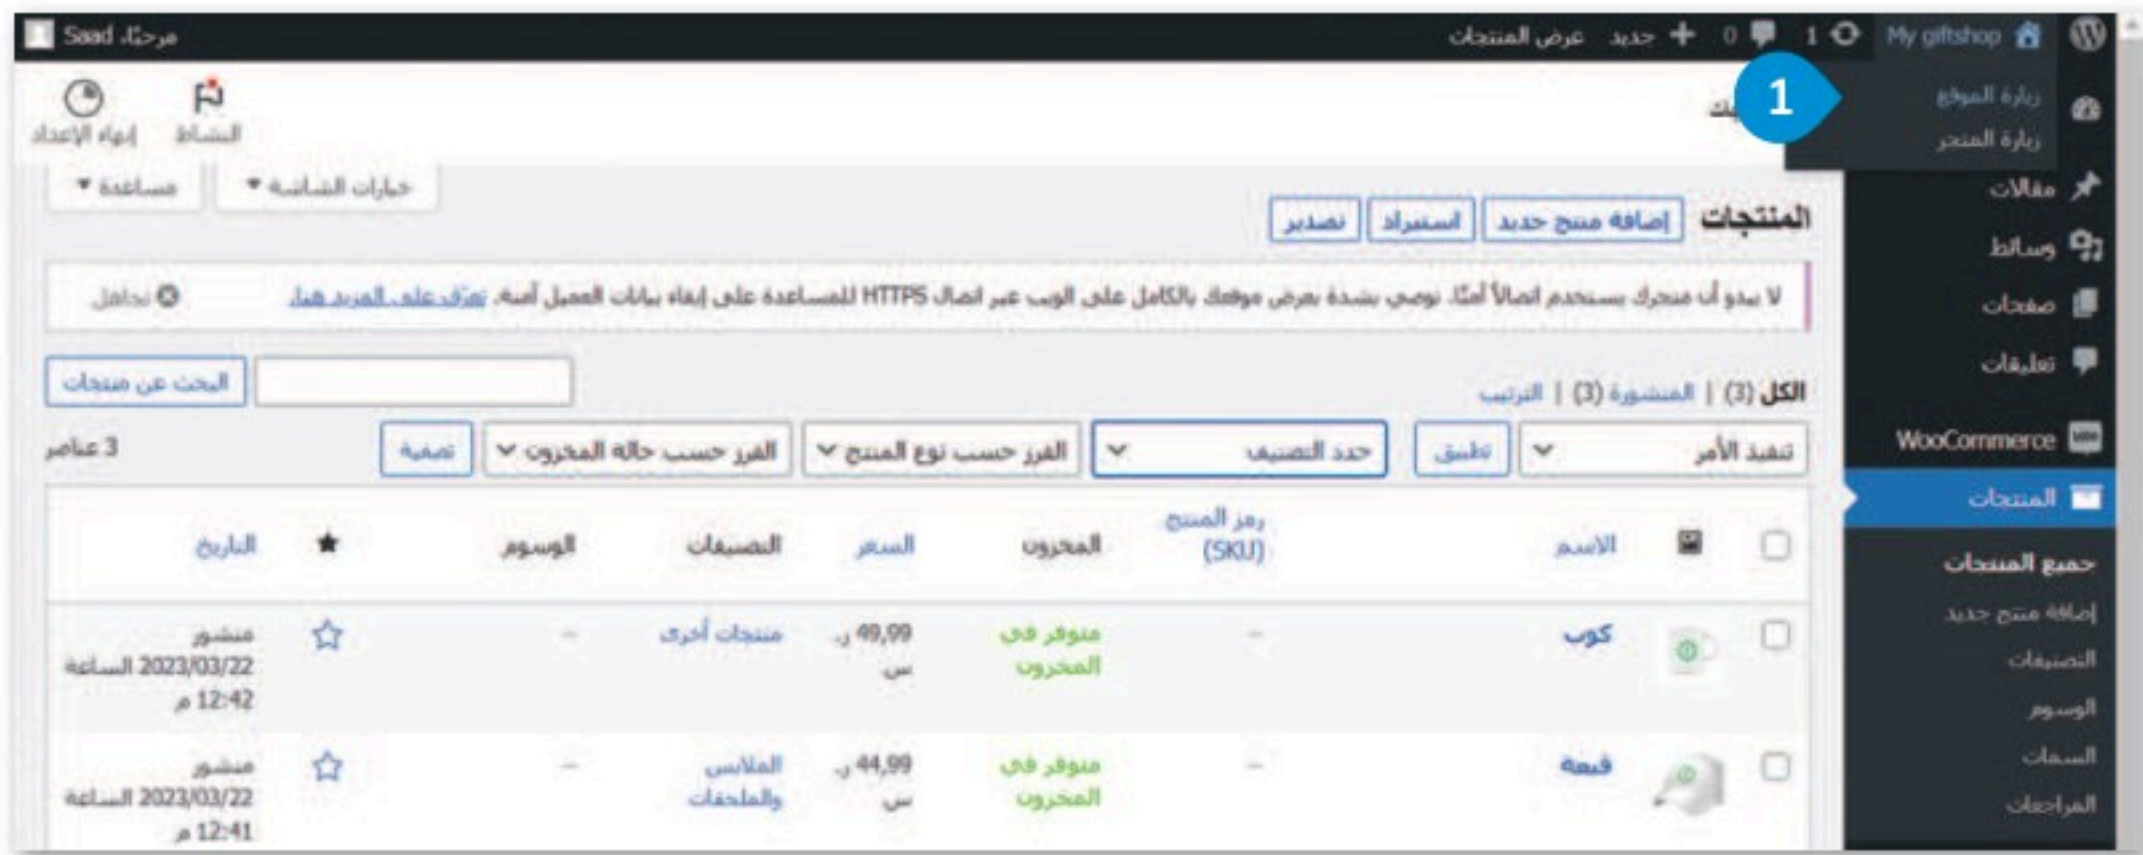 My giftshop 1 0 + جديد عرض المنتجات مرحبًا، Saad
زيارة الموقع
زيارة المتجر
1
النشاط
إنهاء الإعداد
خيارات الشاشة
مساعدة
مقالات
وسائط
صفحات
تعليقات
WooCommerce
المنتجات
جميع المنتجات
إضافة منتج جديد
التصنيفات
الوسوم
السمات
المراجعات
المنتجات إضافة منتج جديد استيراد تصدير
لا يبدو أن متجرك يستخدم اتصالاً آمنًا. نوصي بشدة بعرض موقعك بالكامل على الويب عبر اتصال HTTPS للمساعدة على إبقاء بيانات العميل آمنة. تعرّف على المزيد هنا. تجاهل
البحث عن منتجات
الكل (3) | المنشورة (3) | الترتيب
تنفيذ الأمر تطبيق حدد التصنيف الفرز حسب نوع المنتج الفرز حسب حالة المخزون تصفية 3 عناصر
الاسم رمز المنتج (SKU) المخزون السعر التصنيفات الوسوم التاريخ
كوب – متوفر في المخزون 49,99 ر.س منتجات أخرى – منشور 2023/03/22 الساعة 12:42 م
قبعة – متوفر في المخزون 44,99 ر.س الملابس والملحقات – منشور 2023/03/22 الساعة 12:41 م